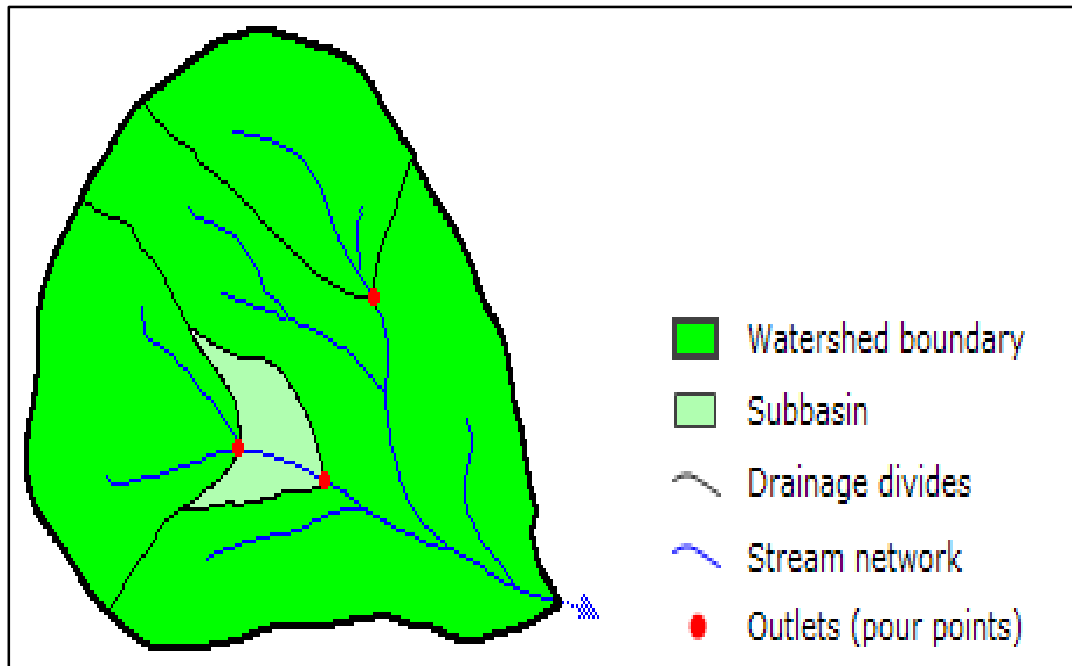 Watershed boundary
Subbasin
Drainage divides
Stream network
Outlets (pour points)